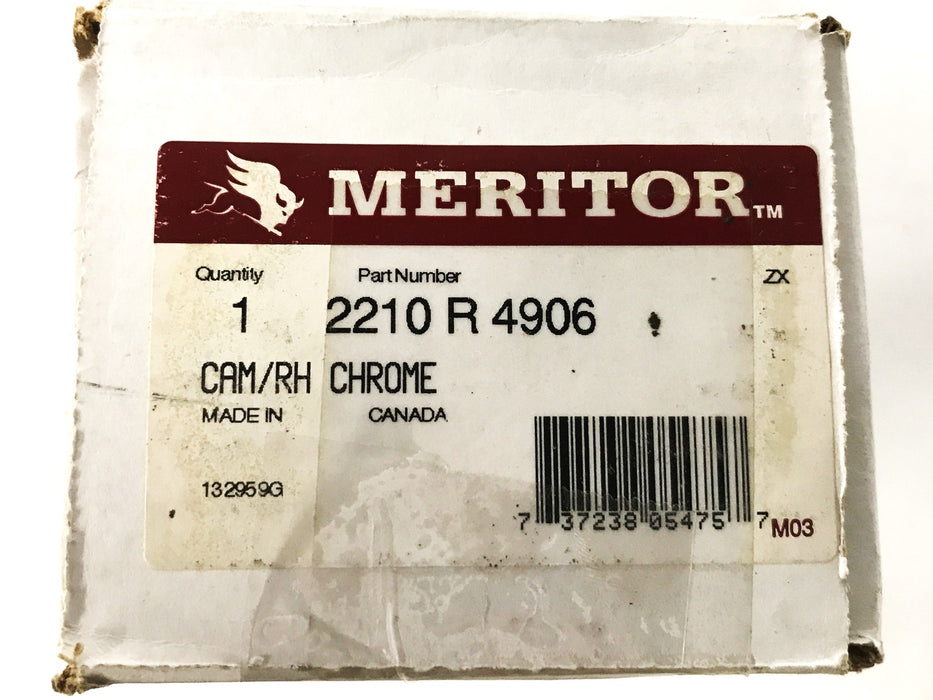 MERITOR™
Quantity Part Number ZX
1 2210 R 4906
CAM/RH CHROME
MADE IN CANADA
132959G
7 37238 05475 7 M03